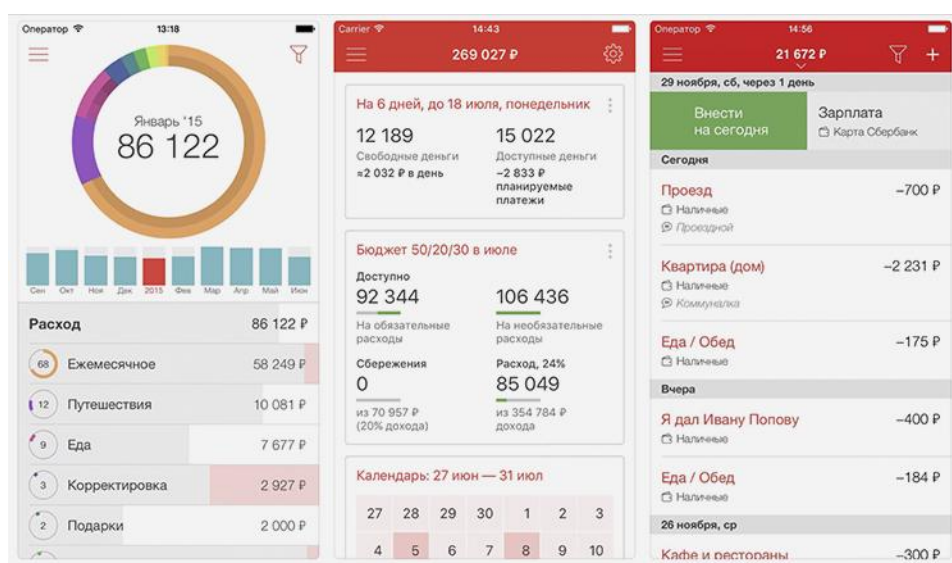 Оператор 13:18
Январь '15
86 122
Сен Окт Ноя Дек 2015 Фев Мар Апр Май Июн
Расход 86 122 ₽
68 Ежемесячное 58 249 ₽
12 Путешествия 10 081 ₽
9 Еда 7 677 ₽
3 Корректировка 2 927 ₽
2 Подарки 2 000 ₽
Carrier 14:43
269 027 ₽
На 6 дней, до 18 июля, понедельник
12 189 15 022
Свободные деньги Доступные деньги
≈2 032 ₽ в день −2 833 ₽
планируемые
платежи
Бюджет 50/20/30 в июле
Доступно
92 344 106 436
На обязательные На необязательные
расходы расходы
Сбережения Расход, 24%
0 85 049
из 70 957 ₽ из 354 784 ₽
(20% дохода) дохода
Календарь: 27 июн — 31 июл
27 28 29 30 1 2 3
4 5 6 7 8 9 10
Оператор 14:56
21 672 ₽
29 ноября, сб, через 1 день
Внести
на сегодня
Зарплата
Карта Сбербанк
Сегодня
Проезд −700 ₽
Наличные
Проездной
Квартира (дом) −2 231 ₽
Наличные
Коммуналка
Еда / Обед −175 ₽
Наличные
Вчера
Я дал Ивану Попову −400 ₽
Наличные
Еда / Обед −184 ₽
Наличные
26 ноября, ср
Кафе и рестораны −300 ₽